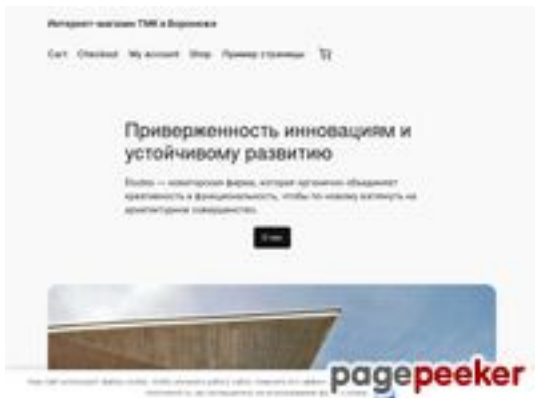 Интернет-магазин ТМК в Воронеже
Cart Checkout My account Shop Пример страницы
Приверженность инновациям и
устойчивому развитию
Études — новаторская фирма, которая органично объединяет
креативность и функциональность, чтобы по-новому взглянуть на
архитектурное совершенство.
О нас
pagepeeker